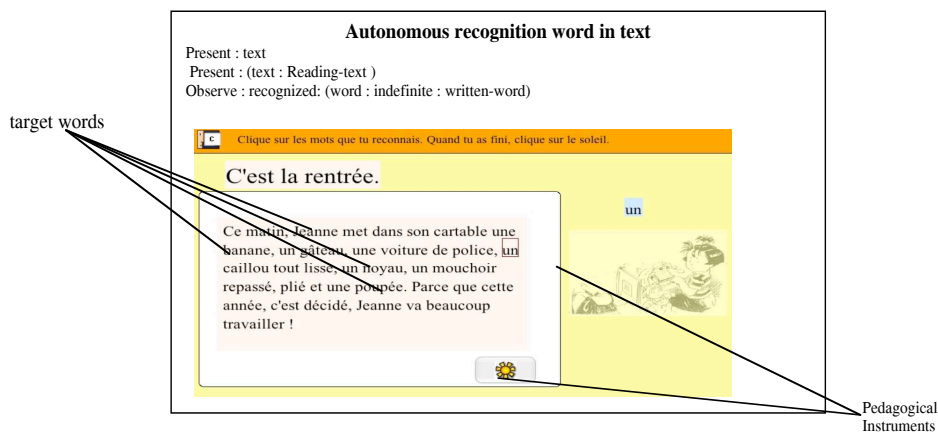 Autonomous recognition word in text
Present : text
Present : (text : Reading-text )
Observe : recognized: (word : indefinite : written-word)
target words
C
Clique sur les mots que tu reconnais. Quand tu as fini, clique sur le soleil.
C'est la rentrée.
un
Ce matin, Jeanne met dans son cartable une
banane, un gâteau, une voiture de police, un
caillou tout lisse, un noyau, un mouchoir
repassé, plié et une poupée. Parce que cette
année, c'est décidé, Jeanne va beaucoup
travailler !
Pedagogical
Instruments